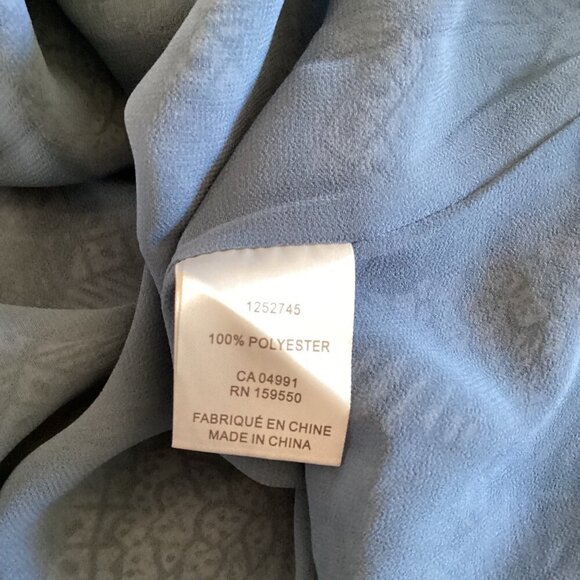 1252745
100% POLYESTER
CA 04991
RN 159550
FABRIQUÉ EN CHINE
MADE IN CHINA